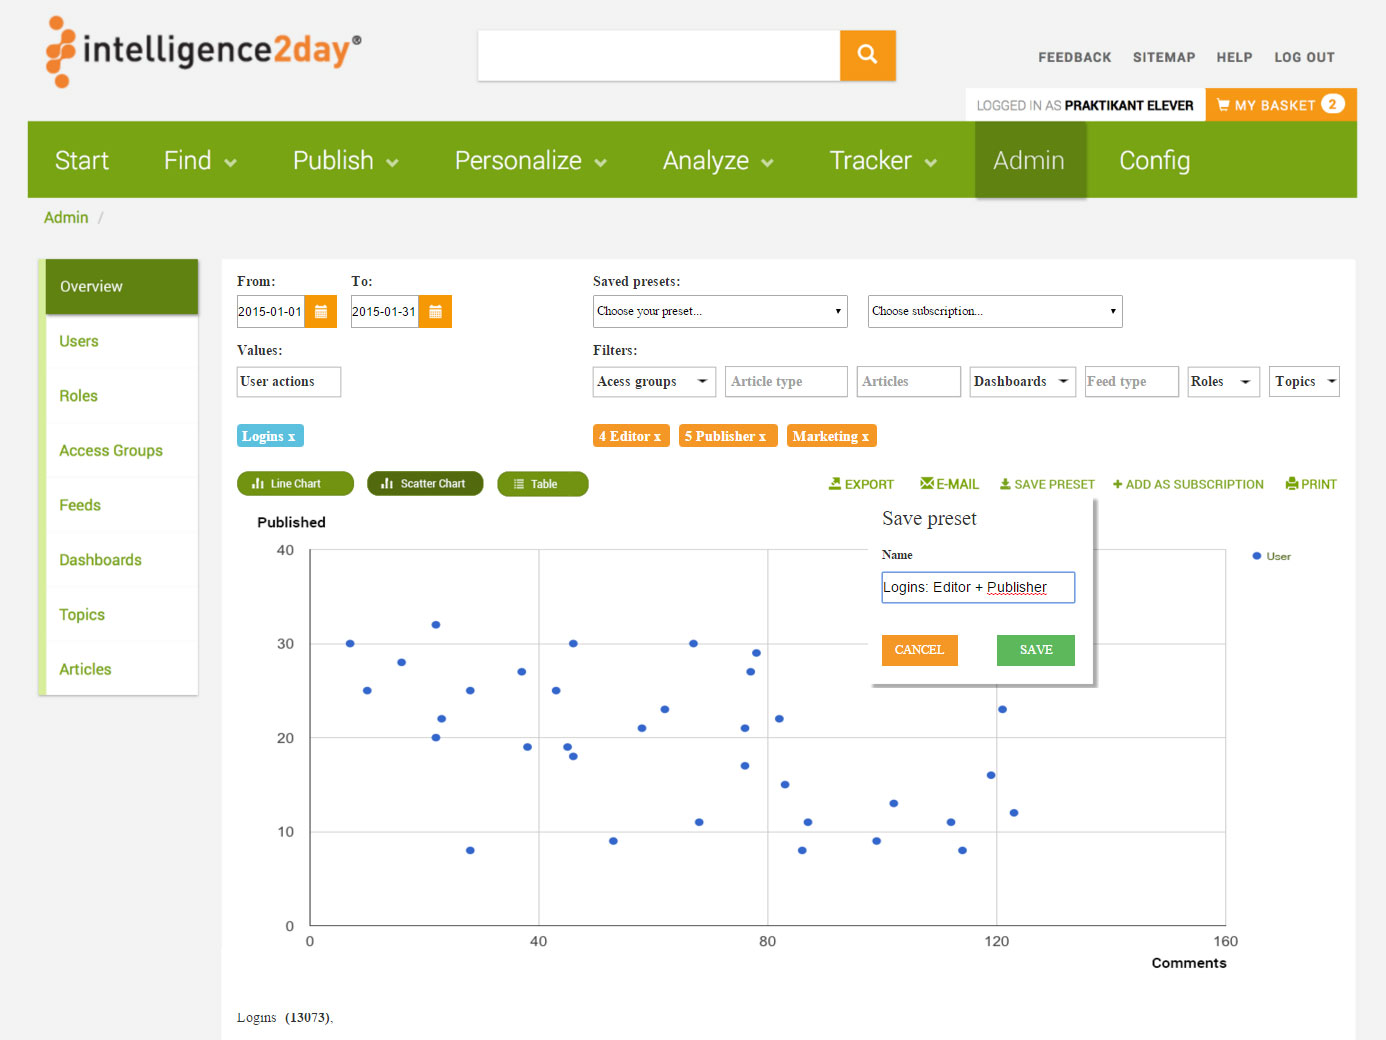 intelligence2day®
FEEDBACK SITEMAP HELP LOG OUT
LOGGED IN AS PRAKTIKANT ELEVER MY BASKET 2
Start Find Publish Personalize Analyze Tracker Admin Config
Admin /
Overview
Users
Roles
Access Groups
Feeds
Dashboards
Topics
Articles
From: To: Saved presets:
2015-01-01 2015-01-31 Choose your preset... Choose subscription...
Values: Filters:
User actions Acess groups Article type Articles Dashboards Feed type Roles Topics
Logins x 4 Editor x 5 Publisher x Marketing x
Line Chart Scatter Chart Table EXPORT E-MAIL SAVE PRESET + ADD AS SUBSCRIPTION PRINT
Save preset
Name
Logins: Editor + Publisher
CANCEL SAVE
Published
40
30
20
10
0
0 40 80 120 160
Comments
User
Logins (13073),